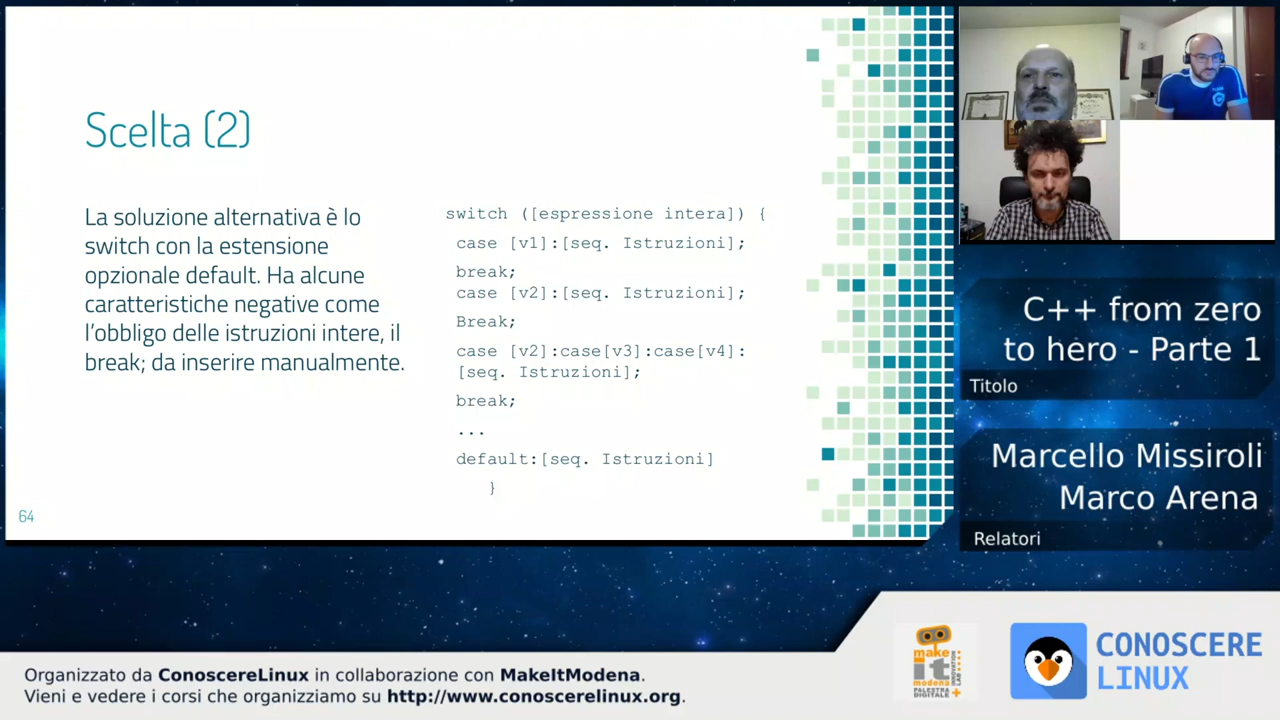 Scelta (2)
La soluzione alternativa è lo
switch con la estensione
opzionale default. Ha alcune
caratteristiche negative come
l’obbligo delle istruzioni intere, il
break; da inserire manualmente.
switch ([espressione intera]) {
case [v1]:[seq. Istruzioni];
break;
case [v2]:[seq. Istruzioni];
Break;
case [v2]:case[v3]:case[v4]:
[seq. Istruzioni];
break;
...
default:[seq. Istruzioni]
}
64
C++ from zero
to hero - Parte 1
Titolo
Marcello Missiroli
Marco Arena
Relatori
Organizzato da ConoscereLinux in collaborazione con MakeItModena.
Vieni e vedere i corsi che organizziamo su http://www.conoscerelinux.org.
make
it
modena
PALESTRA
DIGITALE
CONOSCERE
LINUX